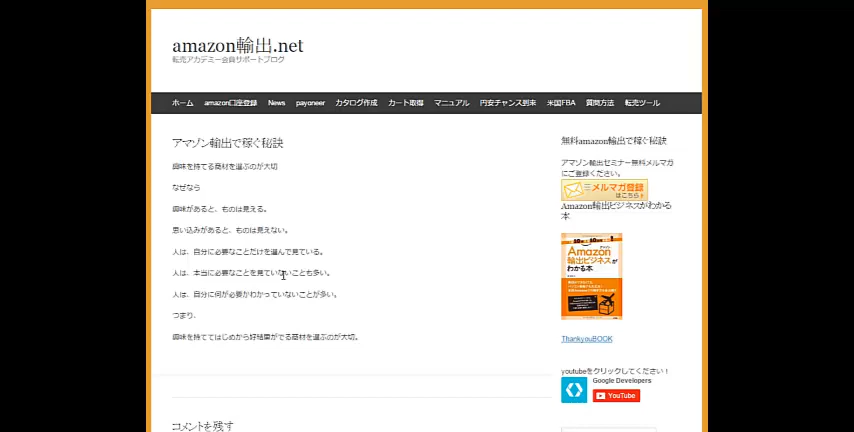 amazon輸出.net
転売アカデミー会員サポートブログ
ホーム amazon口座登録 News payoneer カタログ作成 カート取得 マニュアル 円安チャンス到来 米国FBA 質問方法 転売ツール
アマゾン輸出で稼ぐ秘訣
興味を持てる商材を選ぶのが大切
なぜなら
興味があると、ものは見える。
思い込みがあると、ものは見えない。
人は、自分に必要なことだけを選んで見ている。
人は、本当に必要なことを見ていないことも多い。
人は、自分に何が必要かわかっていないことが多い。
つまり、
興味を持ててはじめから好結果がでる商材を選ぶのが大切。
コメントを残す
無料amazon輸出で稼ぐ秘訣
アマゾン輸出セミナー無料メルマガ
にご登録ください。
メルマガ登録
はこちら
Amazon輸出ビジネスがわかる
本
Amazon
輸出ビジネスが
わかる本
ThankyouBOOK
youtubeをクリックしてください!
Google Developers
YouTube